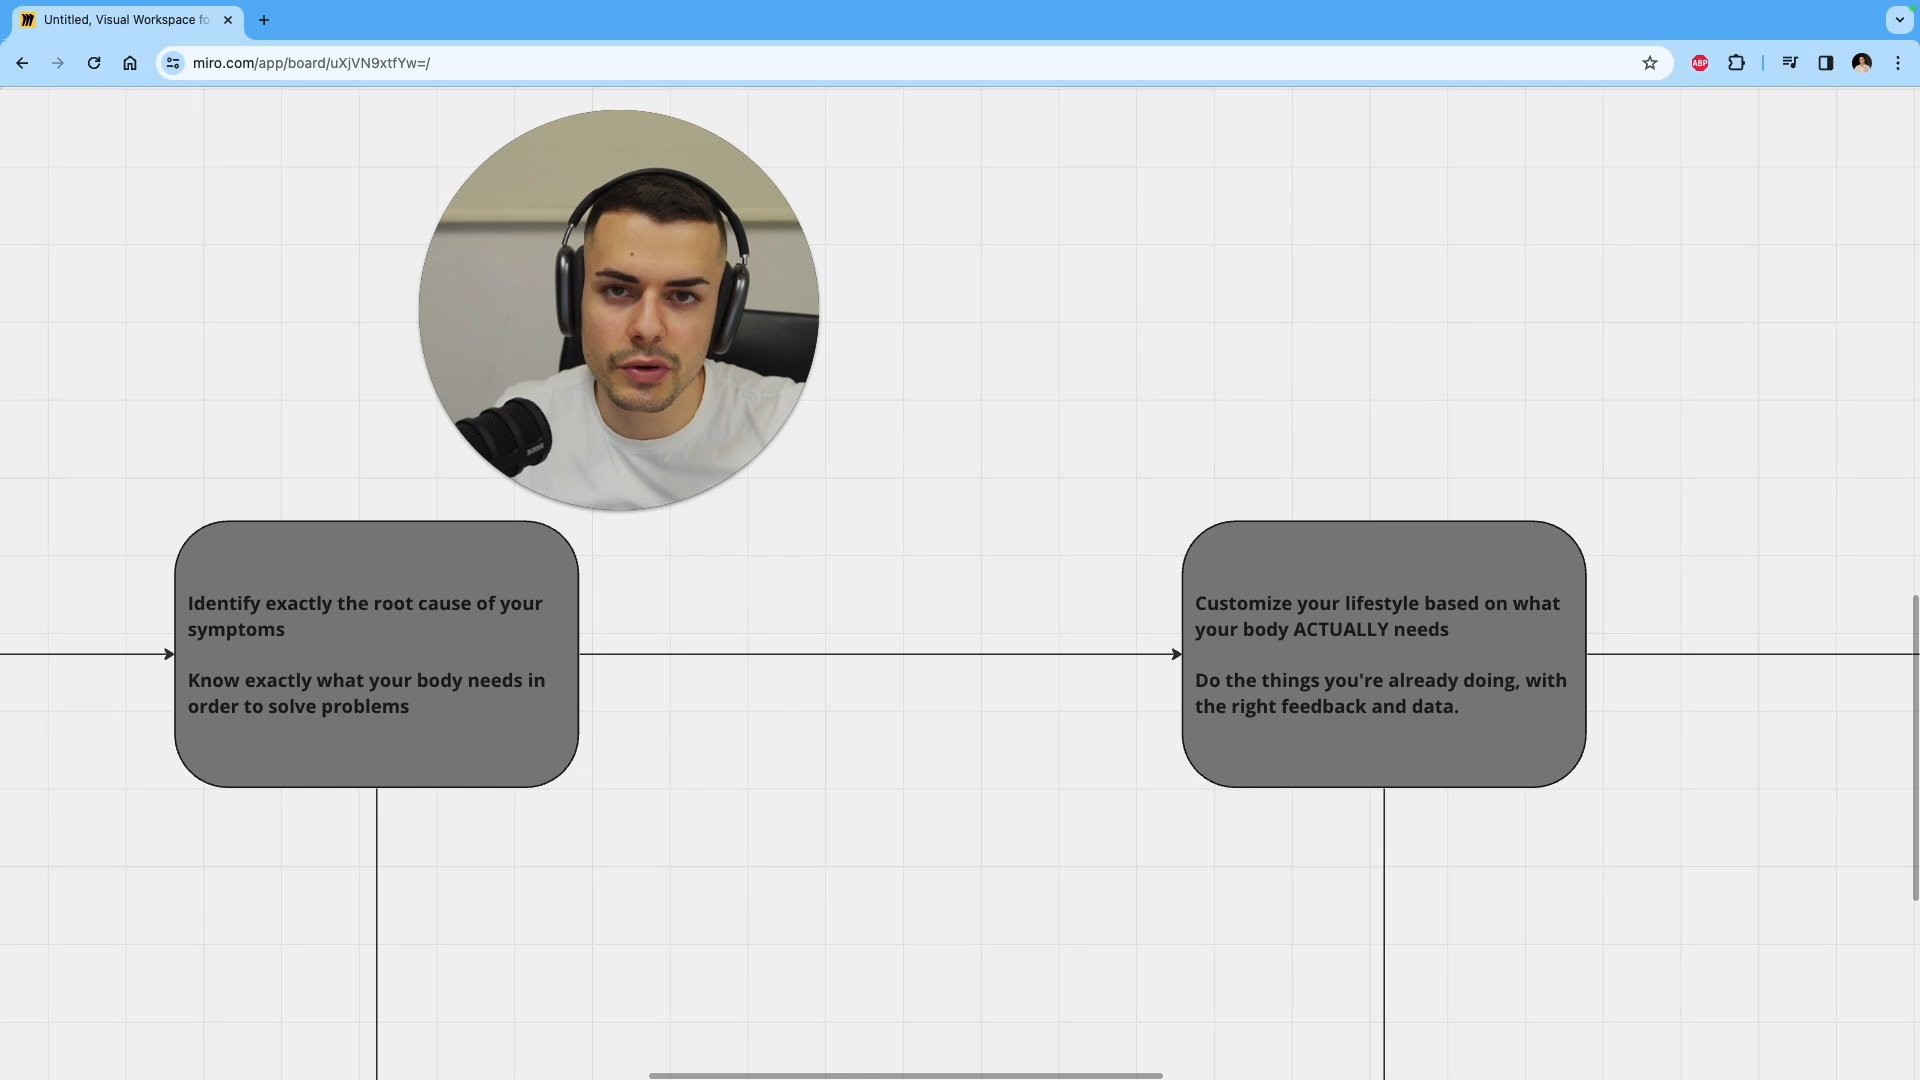 Untitled, Visual Workspace fo
miro.com/app/board/uXjVN9xtfYw=/
ABP
Identify exactly the root cause of your
symptoms
Know exactly what your body needs in
order to solve problems
Customize your lifestyle based on what
your body ACTUALLY needs
Do the things you're already doing, with
the right feedback and data.